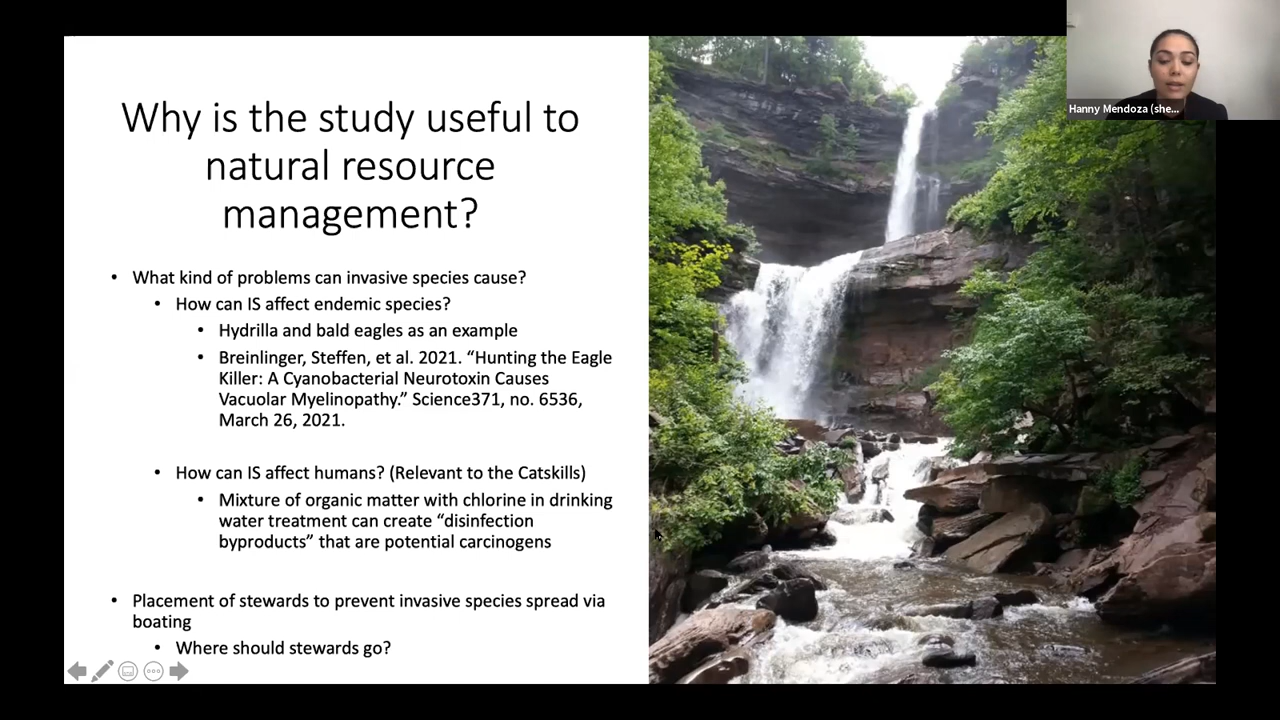 Why is the study useful to
natural resource
management?
• What kind of problems can invasive species cause?
• How can IS affect endemic species?
• Hydrilla and bald eagles as an example
• Breinlinger, Steffen, et al. 2021. “Hunting the Eagle
Killer: A Cyanobacterial Neurotoxin Causes
Vacuolar Myelinopathy.” Science371, no. 6536,
March 26, 2021.
• How can IS affect humans? (Relevant to the Catskills)
• Mixture of organic matter with chlorine in drinking
water treatment can create “disinfection
byproducts” that are potential carcinogens
• Placement of stewards to prevent invasive species spread via
boating
• Where should stewards go?
Hanny Mendoza (she...